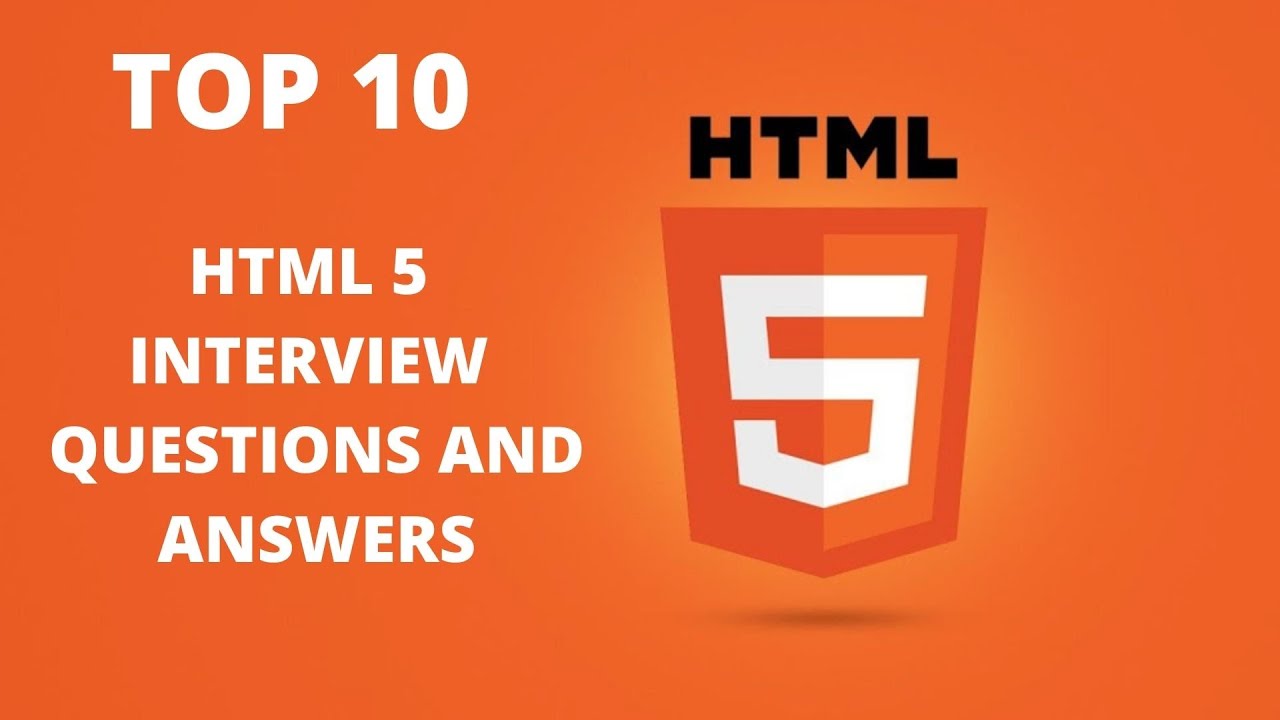 TOP 10
HTML 5
INTERVIEW
QUESTIONS AND
ANSWERS
HTML
5